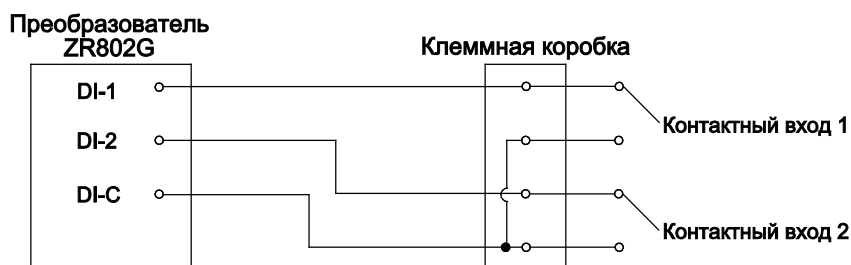 Преобразователь
ZR802G
Клеммная коробка
DI-1
Контактный вход 1
DI-2
DI-C
Контактный вход 2